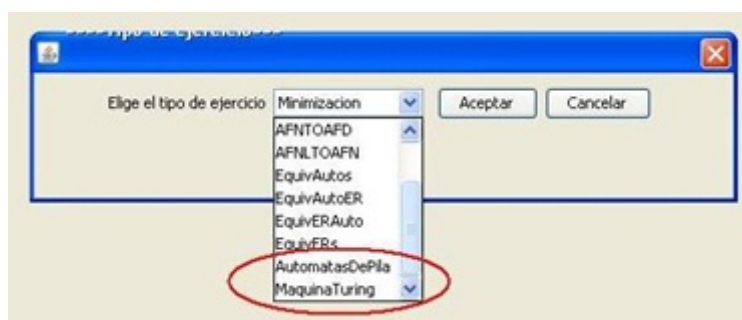 Elige el tipo de ejercicio Minimizacion Aceptar Cancelar
AFNTOAFD
AFNLTOAFN
EquivAutos
EquivAutoER
EquivERAuto
EquivERs
AutomatasDePila
MaquinaTuring